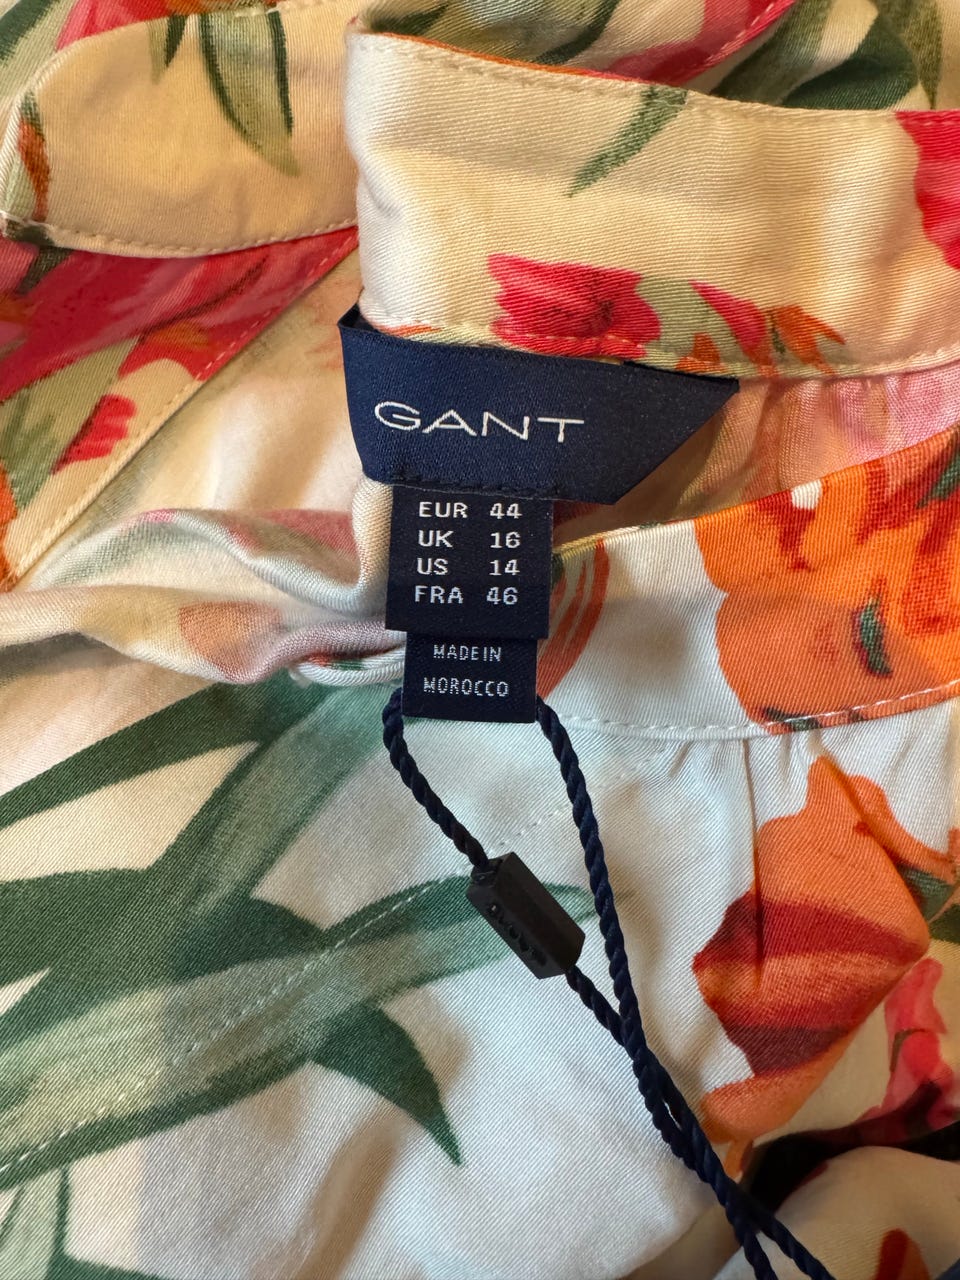 GANT
EUR 44
UK 16
US 14
FRA 46
MADE IN
MOROCCO